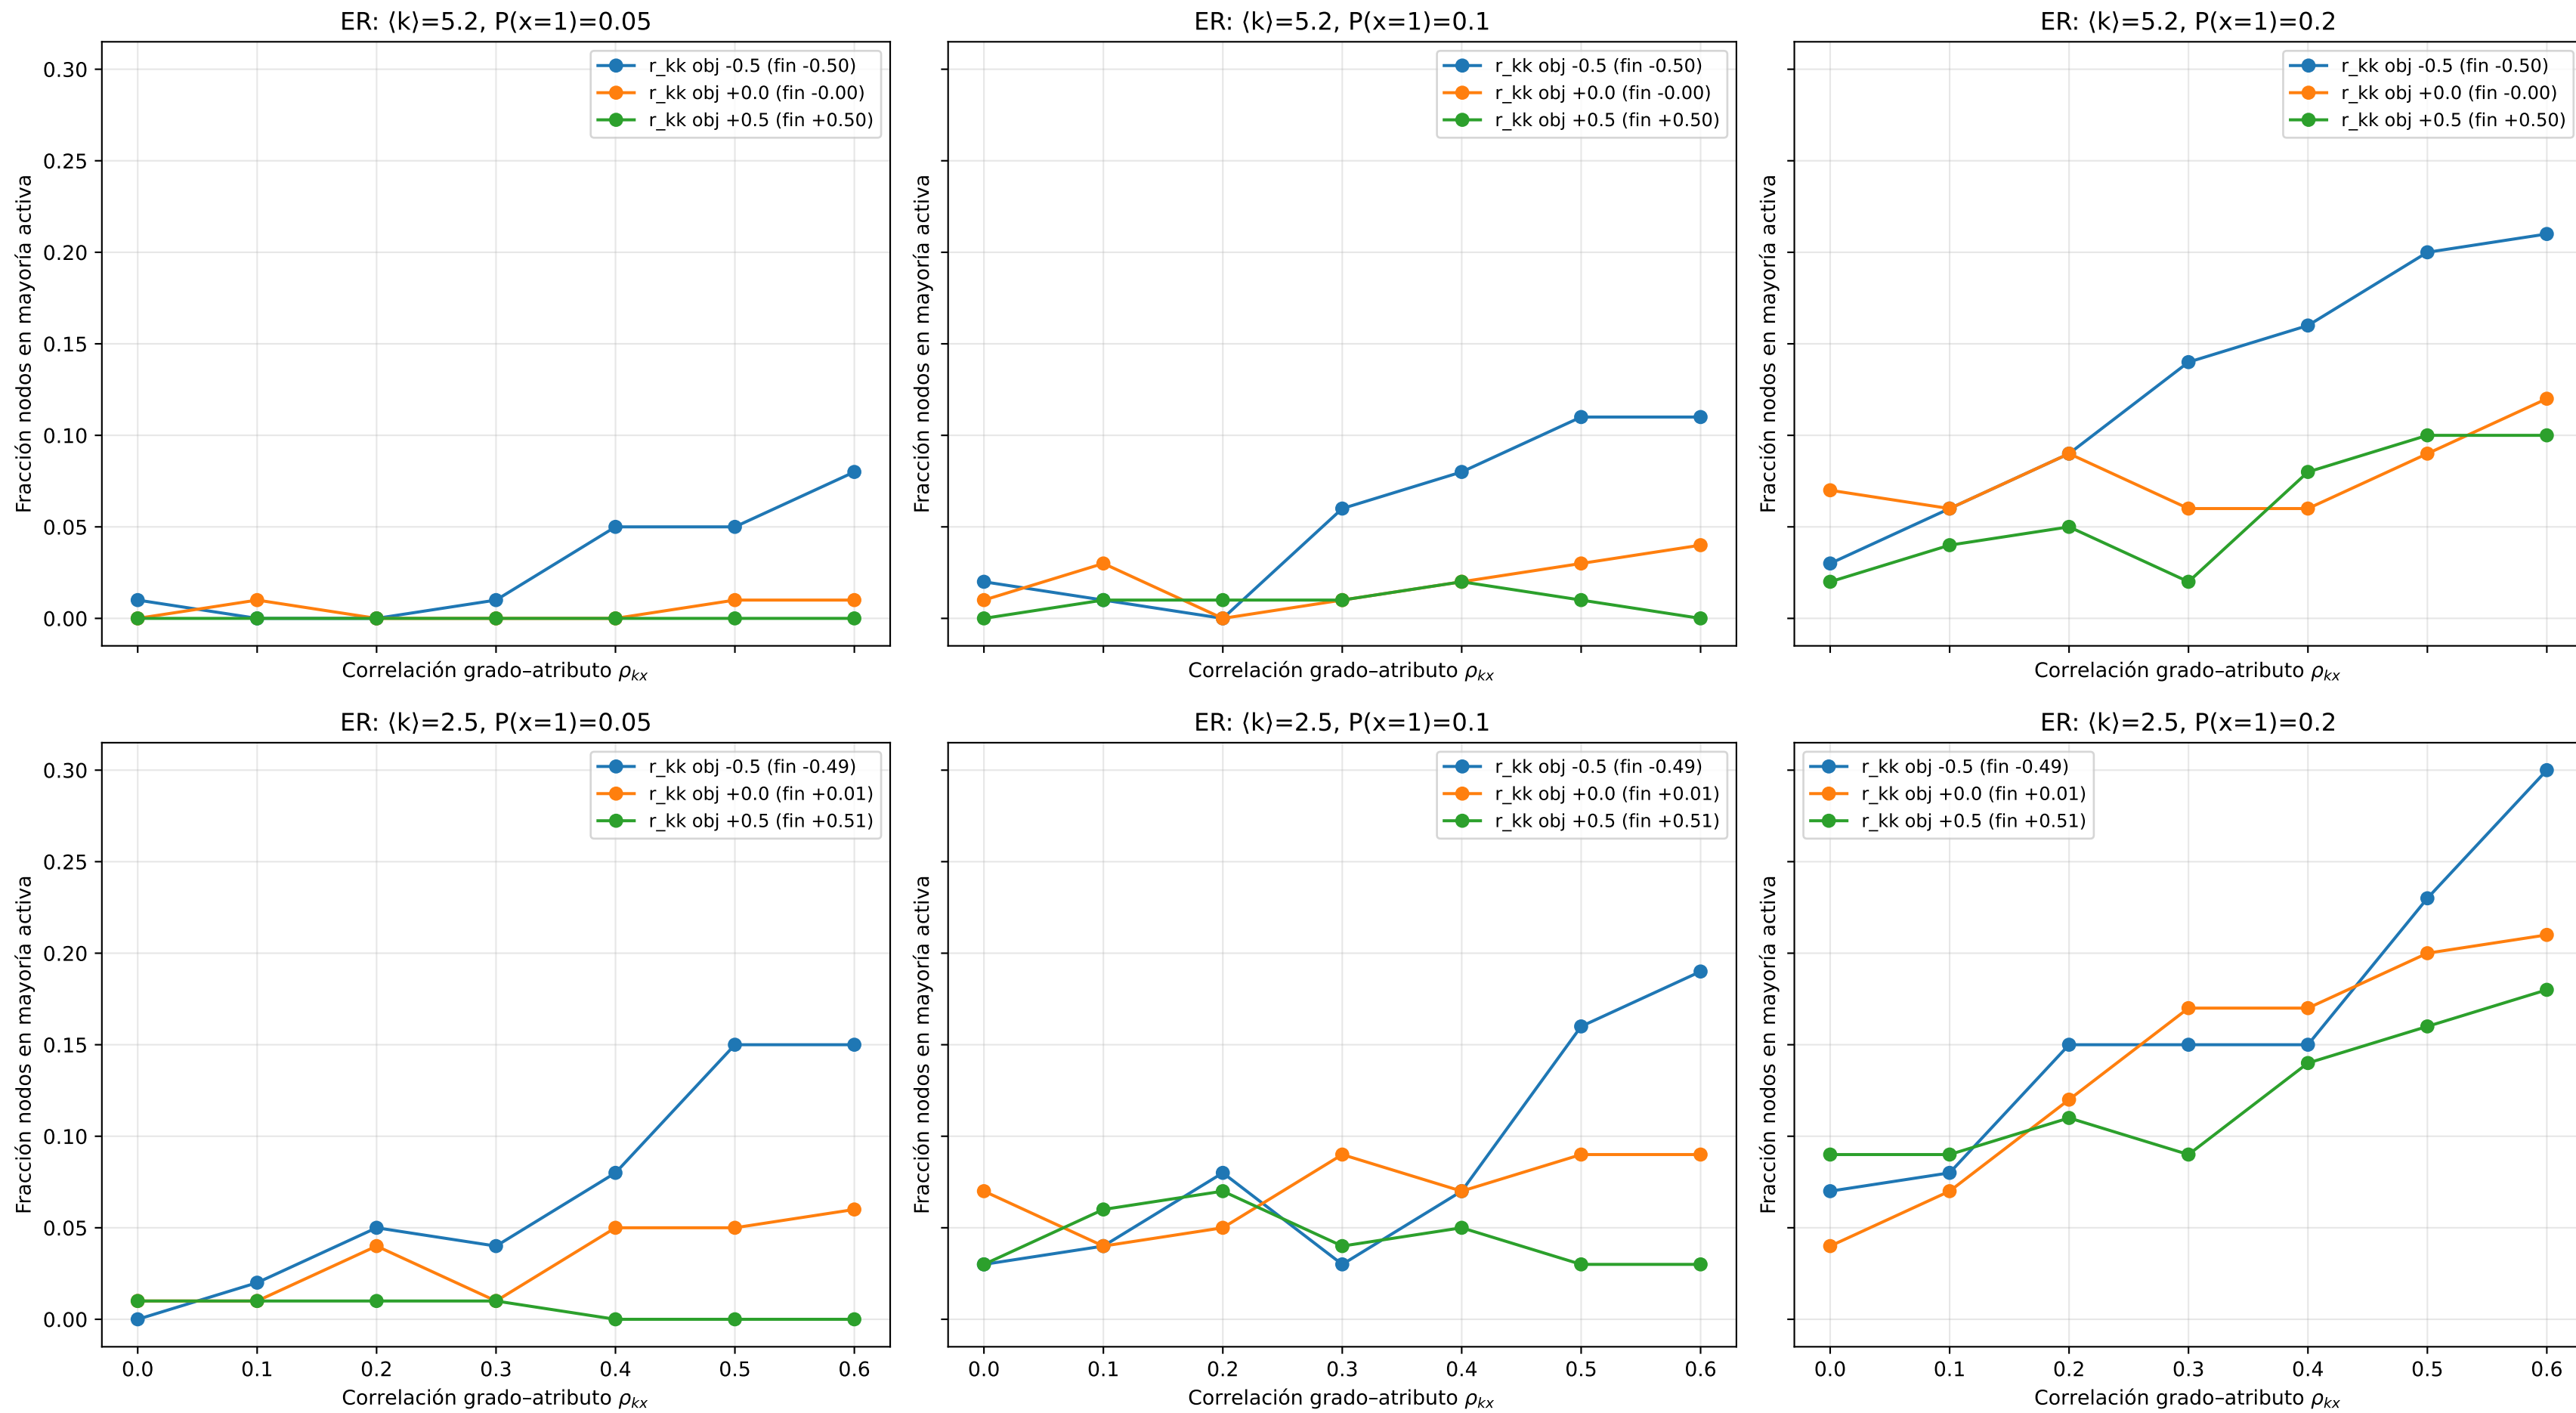 ER: ⟨k⟩=5.2, P(x=1)=0.05
0.30
0.25
0.20
0.15
0.10
0.05
0.00
Fracción nodos en mayoría activa
r_kk obj -0.5 (fin -0.50)
r_kk obj +0.0 (fin -0.00)
r_kk obj +0.5 (fin +0.50)
Correlación grado–atributo ρkx
ER: ⟨k⟩=5.2, P(x=1)=0.1
Fracción nodos en mayoría activa
r_kk obj -0.5 (fin -0.50)
r_kk obj +0.0 (fin -0.00)
r_kk obj +0.5 (fin +0.50)
Correlación grado–atributo ρkx
ER: ⟨k⟩=5.2, P(x=1)=0.2
Fracción nodos en mayoría activa
r_kk obj -0.5 (fin -0.50)
r_kk obj +0.0 (fin -0.00)
r_kk obj +0.5 (fin +0.50)
Correlación grado–atributo ρkx
ER: ⟨k⟩=2.5, P(x=1)=0.05
0.30
0.25
0.20
0.15
0.10
0.05
0.00
Fracción nodos en mayoría activa
r_kk obj -0.5 (fin -0.49)
r_kk obj +0.0 (fin +0.01)
r_kk obj +0.5 (fin +0.51)
0.0 0.1 0.2 0.3 0.4 0.5 0.6
Correlación grado–atributo ρkx
ER: ⟨k⟩=2.5, P(x=1)=0.1
Fracción nodos en mayoría activa
r_kk obj -0.5 (fin -0.49)
r_kk obj +0.0 (fin +0.01)
r_kk obj +0.5 (fin +0.51)
0.0 0.1 0.2 0.3 0.4 0.5 0.6
Correlación grado–atributo ρkx
ER: ⟨k⟩=2.5, P(x=1)=0.2
Fracción nodos en mayoría activa
r_kk obj -0.5 (fin -0.49)
r_kk obj +0.0 (fin +0.01)
r_kk obj +0.5 (fin +0.51)
0.0 0.1 0.2 0.3 0.4 0.5 0.6
Correlación grado–atributo ρkx